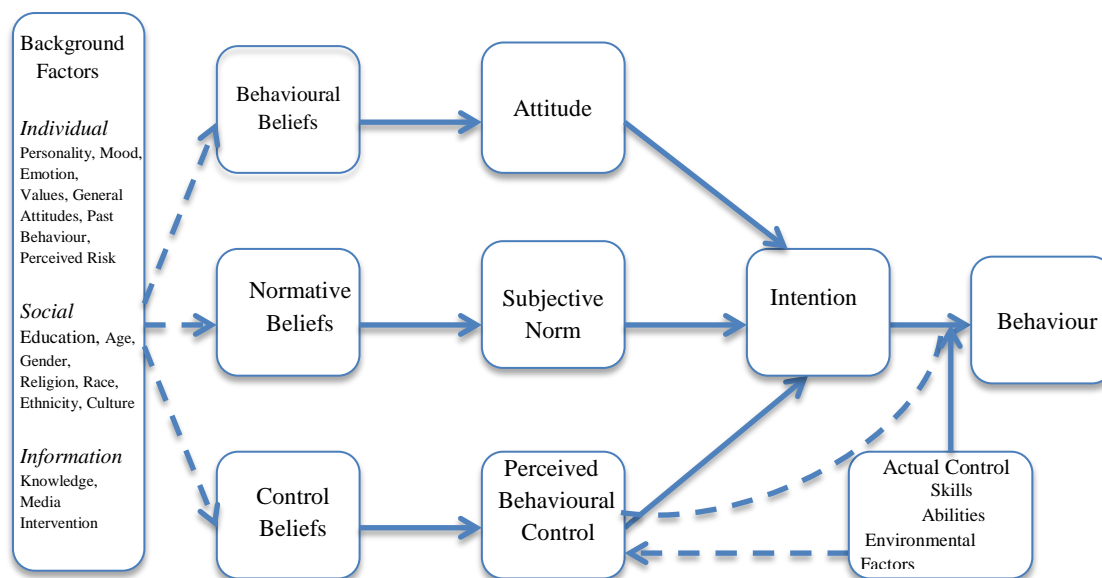 Background
Factors
Individual
Personality, Mood,
Emotion,
Values, General
Attitudes, Past
Behaviour,
Perceived Risk
Social
Education, Age,
Gender,
Religion, Race,
Ethnicity, Culture
Information
Knowledge,
Media
Intervention
Behavioural
Beliefs
Attitude
Normative
Beliefs
Subjective
Norm
Intention
Behaviour
Control
Beliefs
Perceived
Behavioural
Control
Actual Control
Skills
Abilities
Environmental
Factors